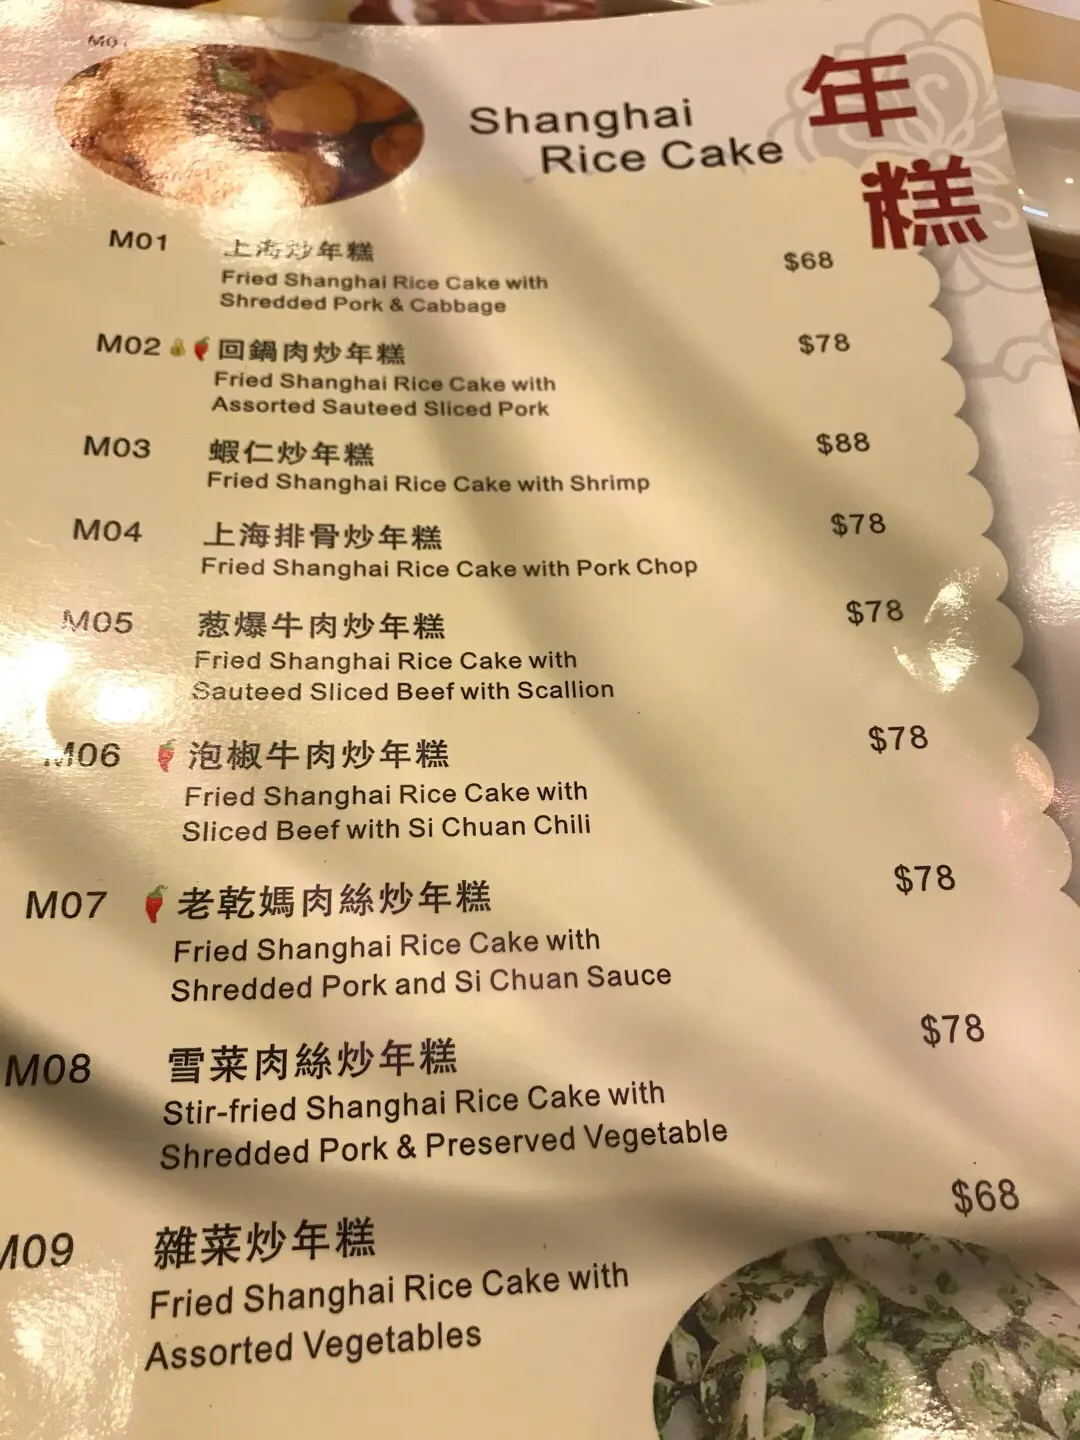 M01
Shanghai
Rice Cake
年
糕
M01 上海炒年糕 $68
Fried Shanghai Rice Cake with
Shredded Pork & Cabbage
M02 回鍋肉炒年糕 $78
Fried Shanghai Rice Cake with
Assorted Sauteed Sliced Pork
M03 蝦仁炒年糕 $88
Fried Shanghai Rice Cake with Shrimp
M04 上海排骨炒年糕 $78
Fried Shanghai Rice Cake with Pork Chop
M05 葱爆牛肉炒年糕 $78
Fried Shanghai Rice Cake with
Sauteed Sliced Beef with Scallion
M06 泡椒牛肉炒年糕 $78
Fried Shanghai Rice Cake with
Sliced Beef with Si Chuan Chili
M07 老乾媽肉絲炒年糕 $78
Fried Shanghai Rice Cake with
Shredded Pork and Si Chuan Sauce
M08 雪菜肉絲炒年糕 $78
Stir-fried Shanghai Rice Cake with
Shredded Pork & Preserved Vegetable
M09 雜菜炒年糕 $68
Fried Shanghai Rice Cake with
Assorted Vegetables